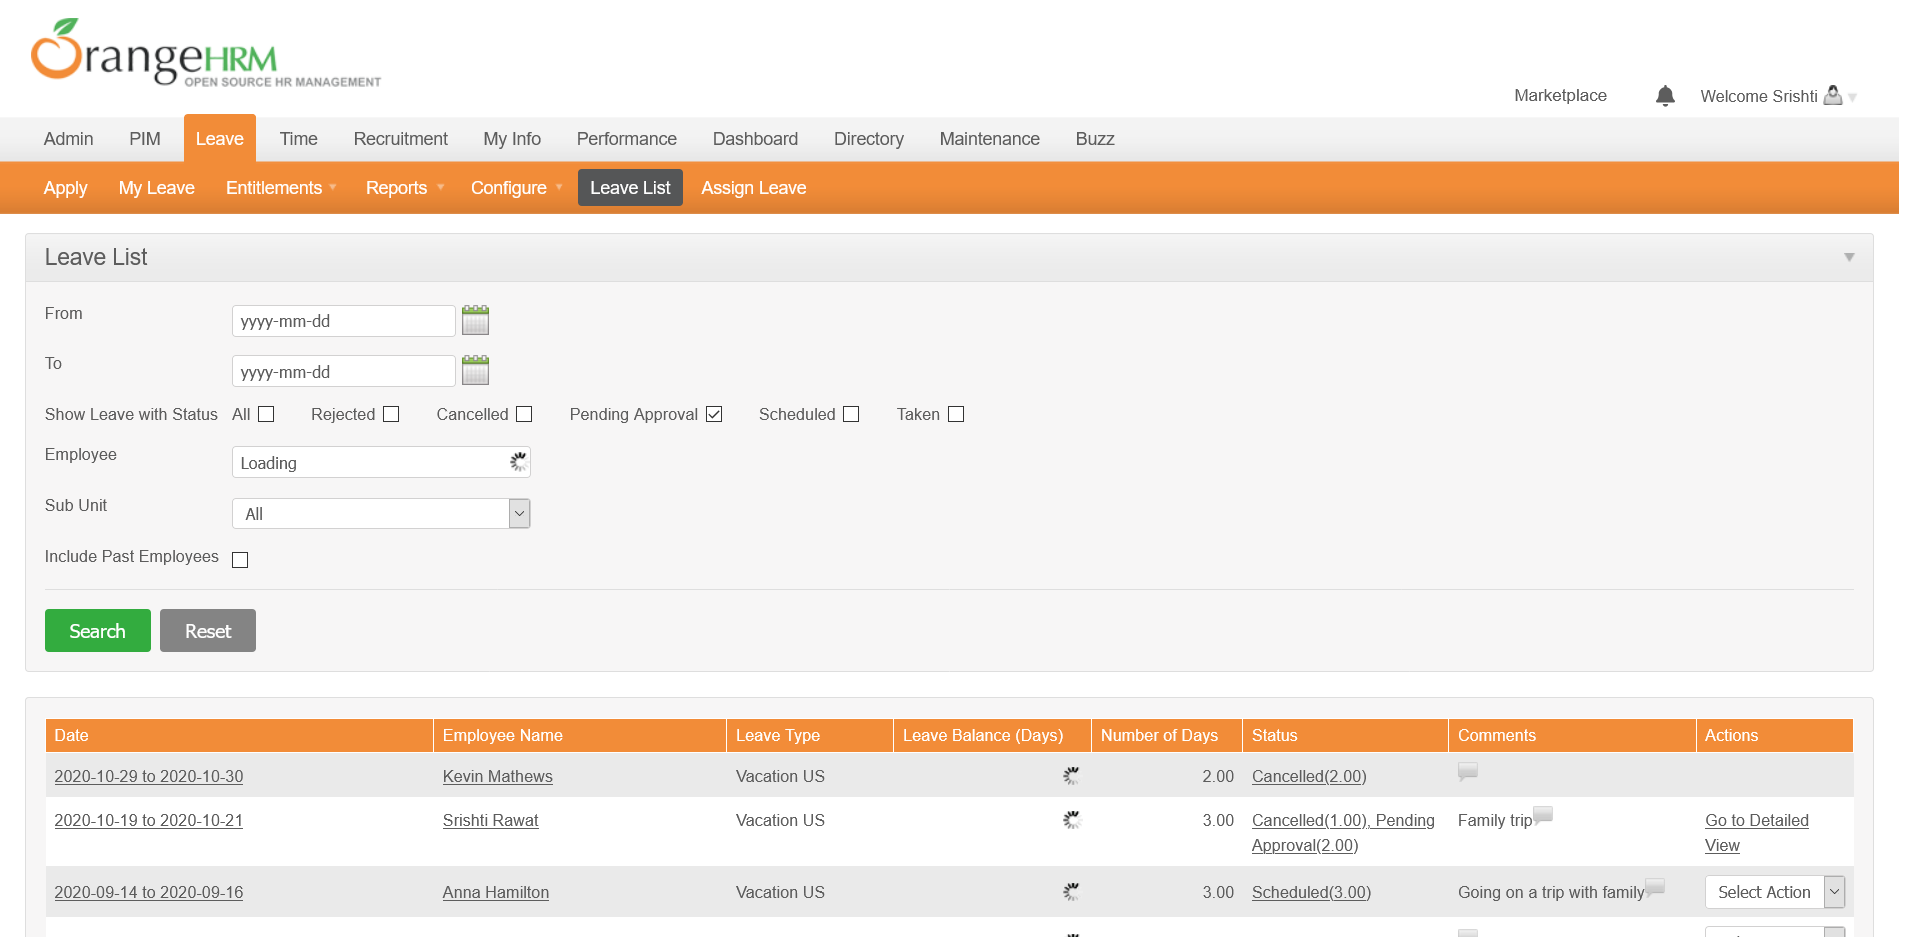 OrangeHRM
OPEN SOURCE HR MANAGEMENT
Marketplace
Welcome Srishti
Admin PIM Leave Time Recruitment My Info Performance Dashboard Directory Maintenance Buzz
Apply My Leave Entitlements Reports Configure Leave List Assign Leave
Leave List
From yyyy-mm-dd
To yyyy-mm-dd
Show Leave with Status All Rejected Cancelled Pending Approval Scheduled Taken
Employee Loading
Sub Unit All
Include Past Employees
Search Reset
Date Employee Name Leave Type Leave Balance (Days) Number of Days Status Comments Actions
2020-10-29 to 2020-10-30 Kevin Mathews Vacation US 2.00 Cancelled(2.00)
2020-10-19 to 2020-10-21 Srishti Rawat Vacation US 3.00 Cancelled(1.00), Pending Family trip Go to Detailed
Approval(2.00) View
2020-09-14 to 2020-09-16 Anna Hamilton Vacation US 3.00 Scheduled(3.00) Going on a trip with family Select Action